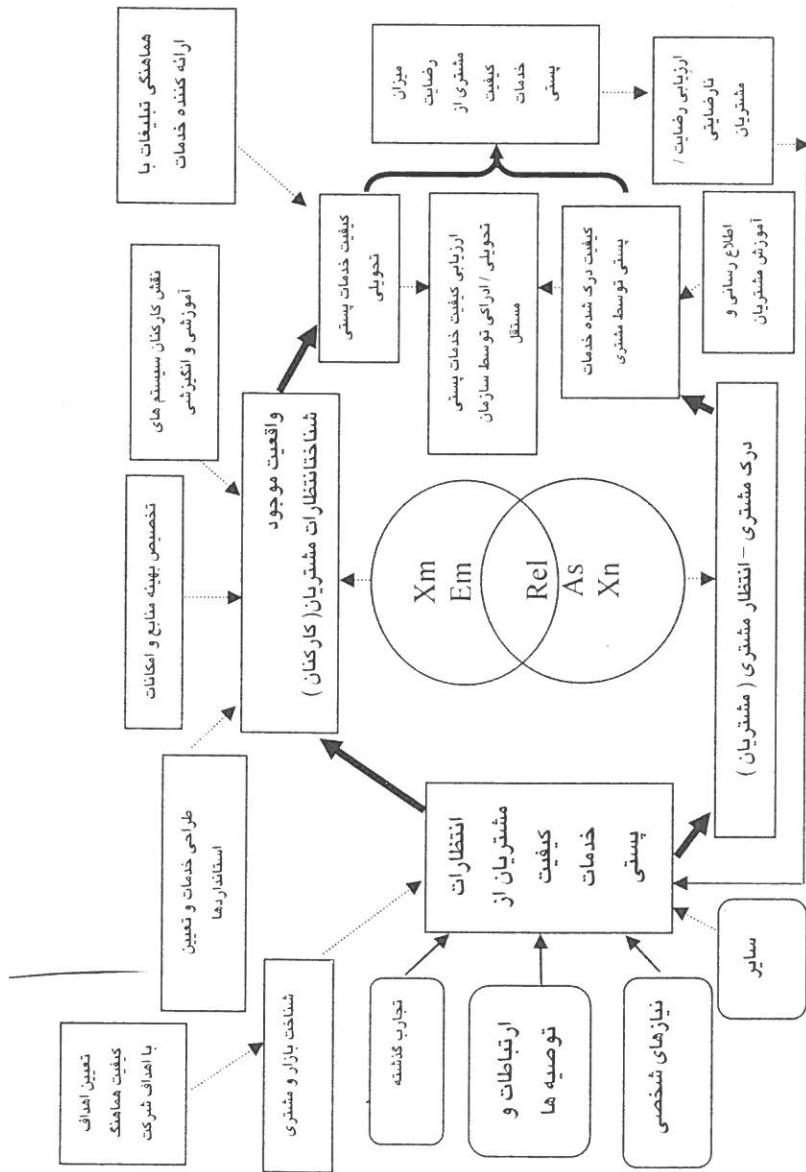 هماهنگی تبلیغات با
ارائه کننده خدمات
نقش کارکنان سیستم های
آموزشی و انگیزشی
تخصیص بهینه منابع و امکانات
طراحی خدمات و تعیین
استانداردها
تعیین اهداف
کیفیت هماهنگ
با اهداف شرکت
شناخت بازار و مشتری
تجارب گذشته
ارتباطات و
توصیه ها
نیازهای شخصی
سایر
انتظارات
مشتریان از
کیفیت
خدمات
پستی
واقعیت موجود
شناختانتظارات مشتریان( کارکنان )
Xm
Em
Rel
As
Xn
درک مشتری – انتظار مشتری ( مشتریان )
کیفیت خدمات پستی
تحویلی
ارزیابی کیفیت خدمات پستی
تحویلی / ادراکی توسط سازمان
مستقل
کیفیت درک شده خدمات
پستی توسط مشتری
میزان
رضایت
مشتری از
کیفیت
خدمات
پستی
ارزیابی رضایت /
نارضایتی
مشتریان
اطلاع رسانی و
آموزش مشتریان